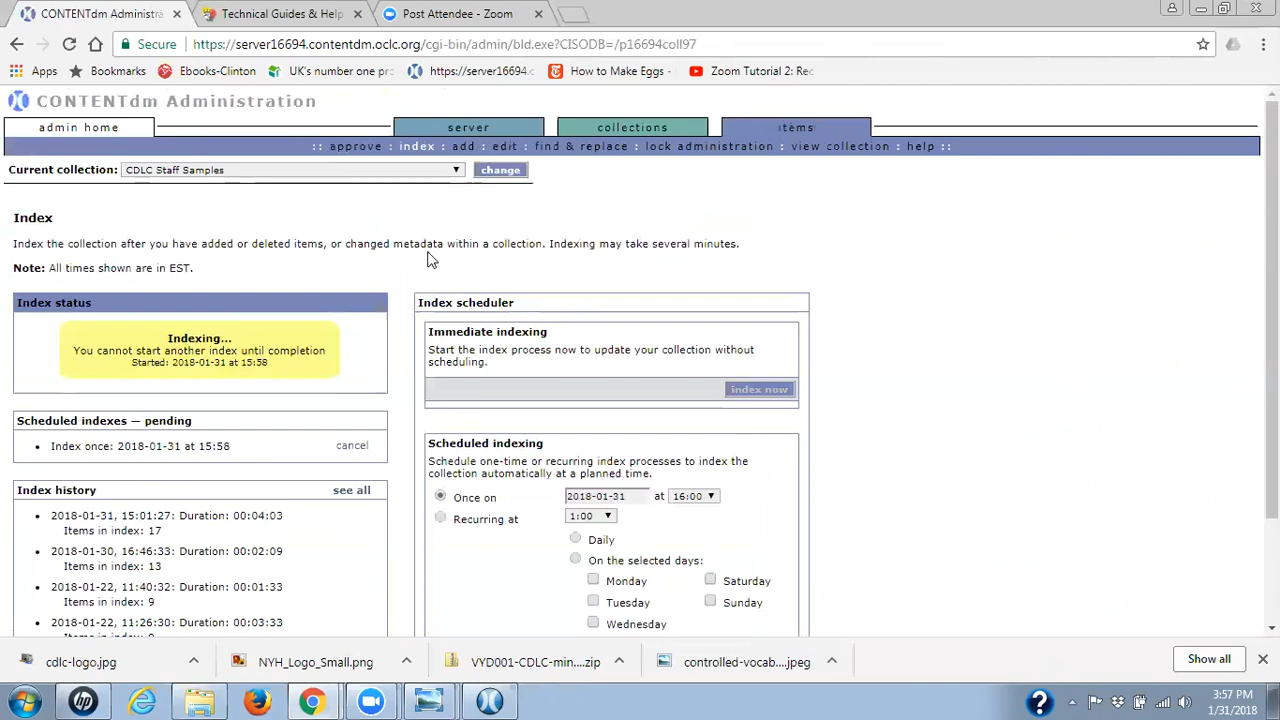 CONTENTdm Administra
Technical Guides & Help
Post Attendee - Zoom
Secure
https://server16694.contentdm.oclc.org/cgi-bin/admin/bld.exe?CISODB=/p16694coll97
Apps
Bookmarks
Ebooks-Clinton
UK's number one pro
https://server16694.c
How to Make Eggs -
Zoom Tutorial 2: Rec
CONTENTdm Administration
admin home
server
collections
items
:: approve : index : add : edit : find & replace : lock administration : view collection : help ::
Current collection:
CDLC Staff Samples
change
Index
Index the collection after you have added or deleted items, or changed metadata within a collection. Indexing may take several minutes.
Note: All times shown are in EST.
Index status
Indexing...
You cannot start another index until completion
Started: 2018-01-31 at 15:58
Scheduled indexes — pending
• Index once: 2018-01-31 at 15:58
cancel
Index history
see all
• 2018-01-31, 15:01:27: Duration: 00:04:03
Items in index: 17
• 2018-01-30, 16:46:33: Duration: 00:02:09
Items in index: 13
• 2018-01-22, 11:40:32: Duration: 00:01:33
Items in index: 9
• 2018-01-22, 11:26:30: Duration: 00:03:33
Items in index: 9
Index scheduler
Immediate indexing
Start the index process now to update your collection without
scheduling.
index now
Scheduled indexing
Schedule one-time or recurring index processes to index the
collection automatically at a planned time.
Once on
2018-01-31
at
16:00
Recurring at
1:00
Daily
On the selected days:
Monday
Saturday
Tuesday
Sunday
Wednesday
cdlc-logo.jpg
NYH_Logo_Small.png
VYD001-CDLC-min....zip
controlled-vocab....jpeg
Show all
hp
?
3:57 PM
1/31/2018